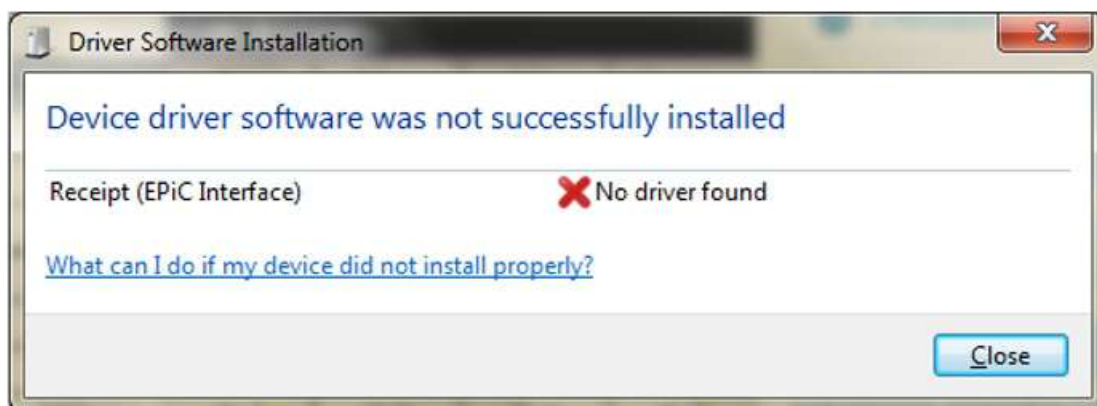 Driver Software Installation
Device driver software was not successfully installed
Receipt (EPiC Interface)
No driver found
What can I do if my device did not install properly?
Close